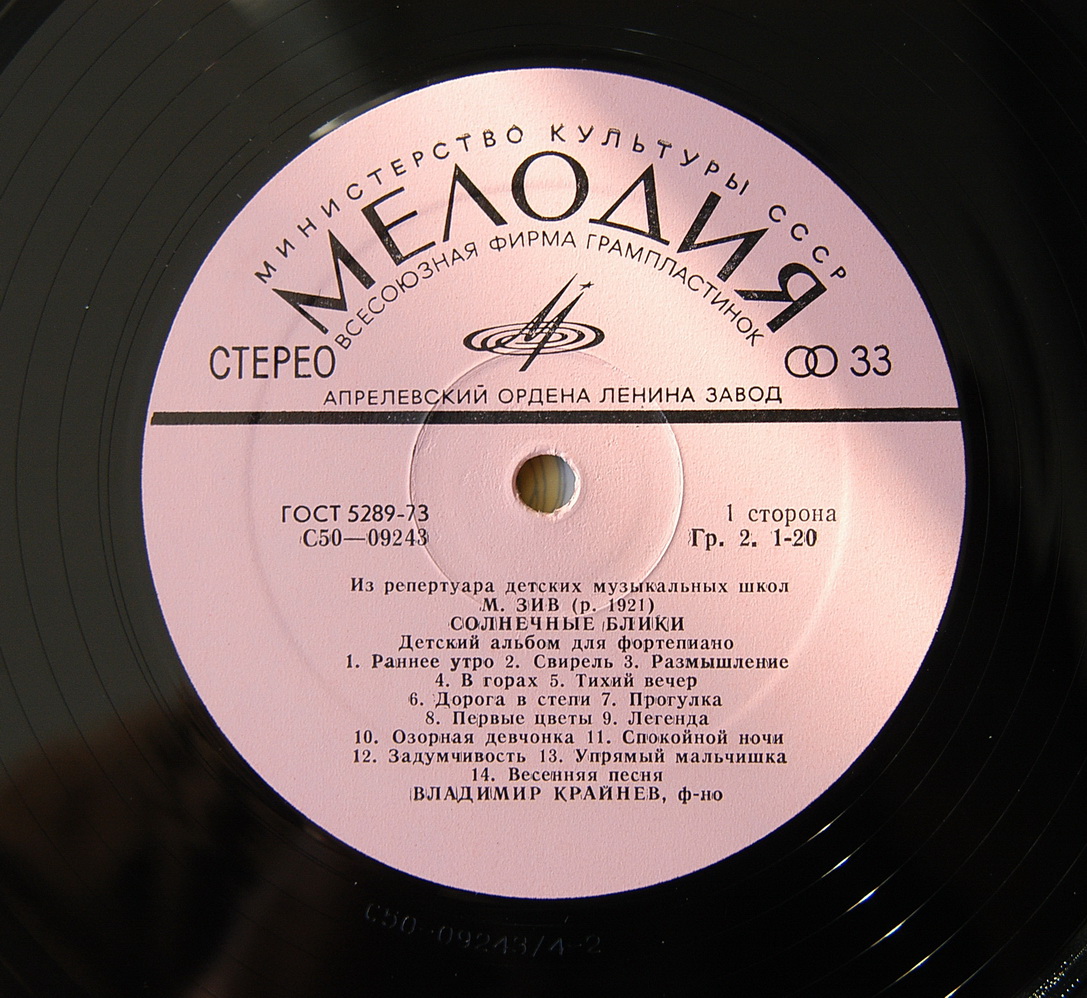 МИНИСТЕРСТВО КУЛЬТУРЫ СССР
МЕЛОДИЯ
ВСЕСОЮЗНАЯ ФИРМА ГРАМПЛАСТИНОК
СТЕРЕО
33
АПРЕЛЕВСКИЙ ОРДЕНА ЛЕНИНА ЗАВОД
ГОСТ 5289-73
С50—09243
1 сторона
Гр. 2. 1-20
Из репертуара детских музыкальных школ
М. ЗИВ (р. 1921)
СОЛНЕЧНЫЕ БЛИКИ
Детский альбом для фортепиано
1. Раннее утро 2. Свирель 3. Размышление
4. В горах 5. Тихий вечер
6. Дорога в степи 7. Прогулка
8. Первые цветы 9. Легенда
10. Озорная девчонка 11. Спокойной ночи
12. Задумчивость 13. Упрямый мальчишка
14. Весенняя песня
ВЛАДИМИР КРАЙНЕВ, ф-но
С50-09243/4-2